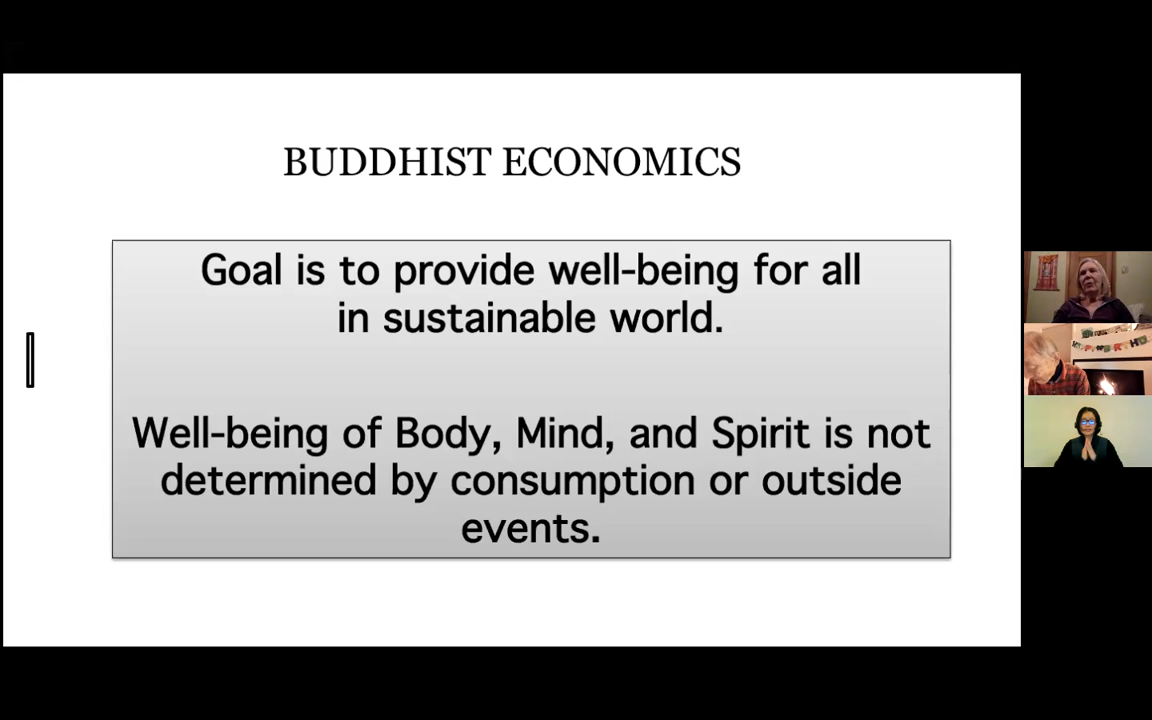 BUDDHIST ECONOMICS
Goal is to provide well-being for all
in sustainable world.
Well-being of Body, Mind, and Spirit is not
determined by consumption or outside
events.